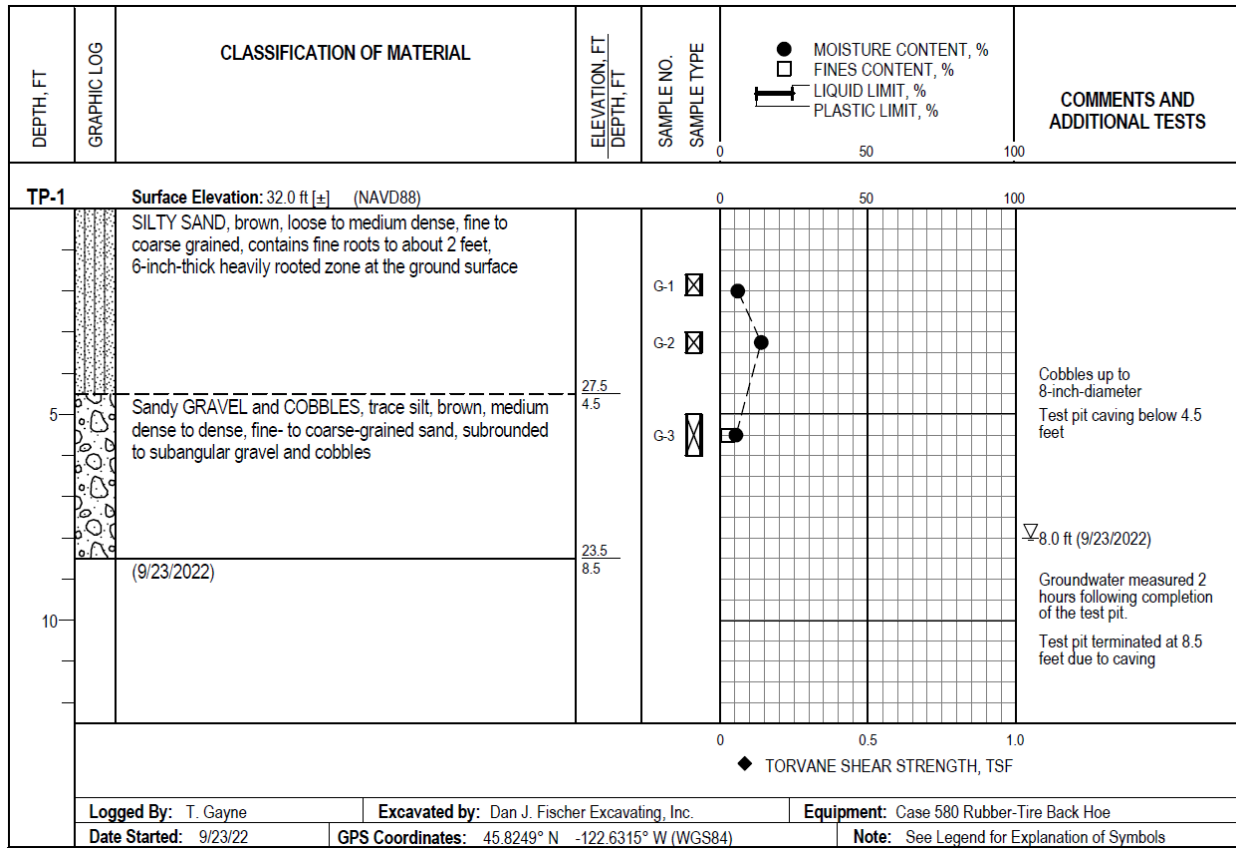 DEPTH, FT
GRAPHIC LOG
CLASSIFICATION OF MATERIAL
ELEVATION, FT
DEPTH, FT
SAMPLE NO.
SAMPLE TYPE
MOISTURE CONTENT, %
FINES CONTENT, %
LIQUID LIMIT, %
PLASTIC LIMIT, %
0 50 100
COMMENTS AND
ADDITIONAL TESTS
TP-1 Surface Elevation: 32.0 ft [±] (NAVD88)
0 50 100
SILTY SAND, brown, loose to medium dense, fine to
coarse grained, contains fine roots to about 2 feet,
6-inch-thick heavily rooted zone at the ground surface
G-1
G-2
27.5
4.5
Cobbles up to
8-inch-diameter
5
Sandy GRAVEL and COBBLES, trace silt, brown, medium
dense to dense, fine- to coarse-grained sand, subrounded
to subangular gravel and cobbles
G-3
Test pit caving below 4.5
feet
8.0 ft (9/23/2022)
23.5
8.5
(9/23/2022)
Groundwater measured 2
hours following completion
of the test pit.
10
Test pit terminated at 8.5
feet due to caving
0 0.5 1.0
TORVANE SHEAR STRENGTH, TSF
Logged By: T. Gayne Excavated by: Dan J. Fischer Excavating, Inc. Equipment: Case 580 Rubber-Tire Back Hoe
Date Started: 9/23/22 GPS Coordinates: 45.8249° N -122.6315° W (WGS84) Note: See Legend for Explanation of Symbols